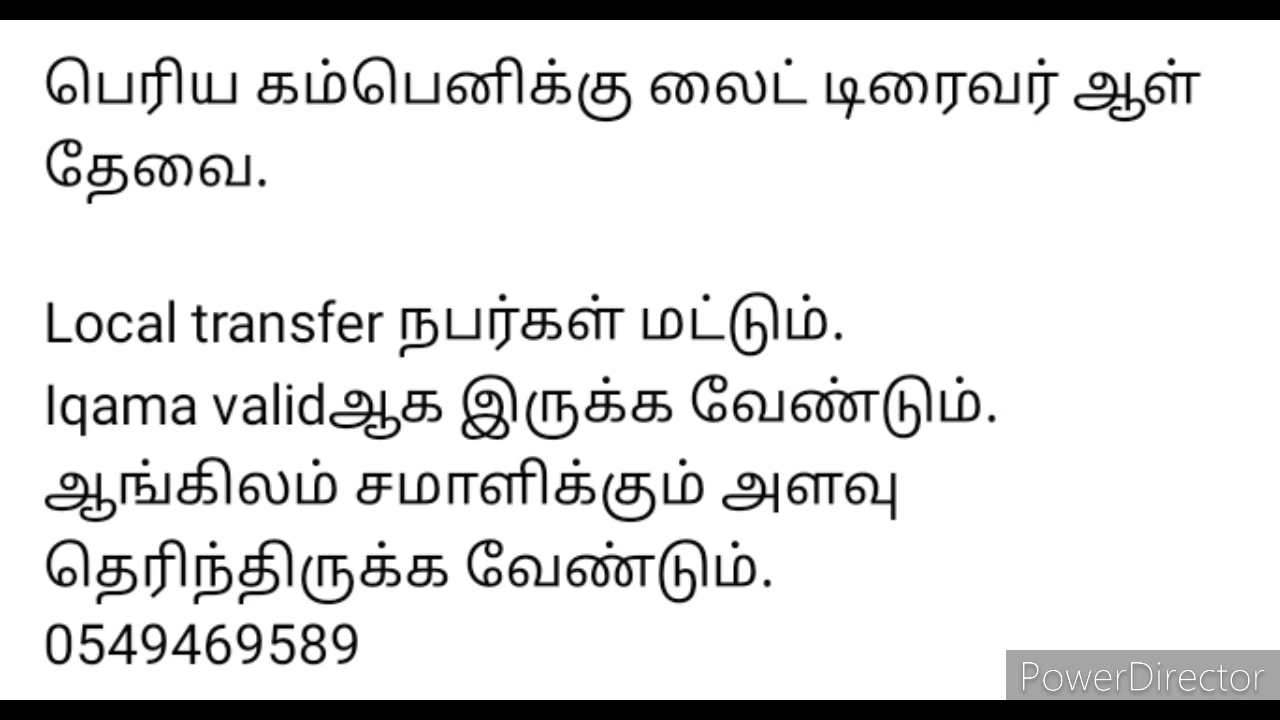 பெரிய கம்பெனிக்கு லைட் டிரைவர் ஆள்
தேவை.
Local transfer நபர்கள் மட்டும்.
Iqama validஆக இருக்க வேண்டும்.
ஆங்கிலம் சமாளிக்கும் அளவு
தெரிந்திருக்க வேண்டும்.
0549469589
PowerDirector